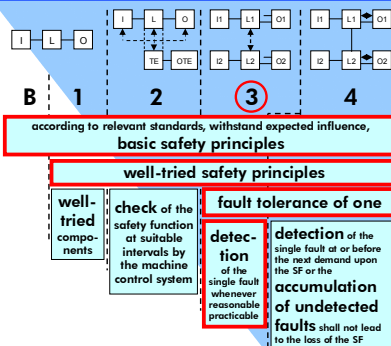 I L O
I L O
TE OTE
I1 L1 O1
I2 L2 O2
I1 L1 O1
I2 L2 O2
B 1 2 3 4
according to relevant standards, withstand expected influence,
basic safety principles
well-tried safety principles
well-
tried
compo-
nents
check of the
safety function
at suitable
intervals by
the machine
control system
fault tolerance of one
detec-
tion
of the
single fault
whenever
reasonable
practicable
detection of the
single fault at or before
the next demand upon
the SF or the
accumulation
of undetected
faults shall not lead
to the loss of the SF